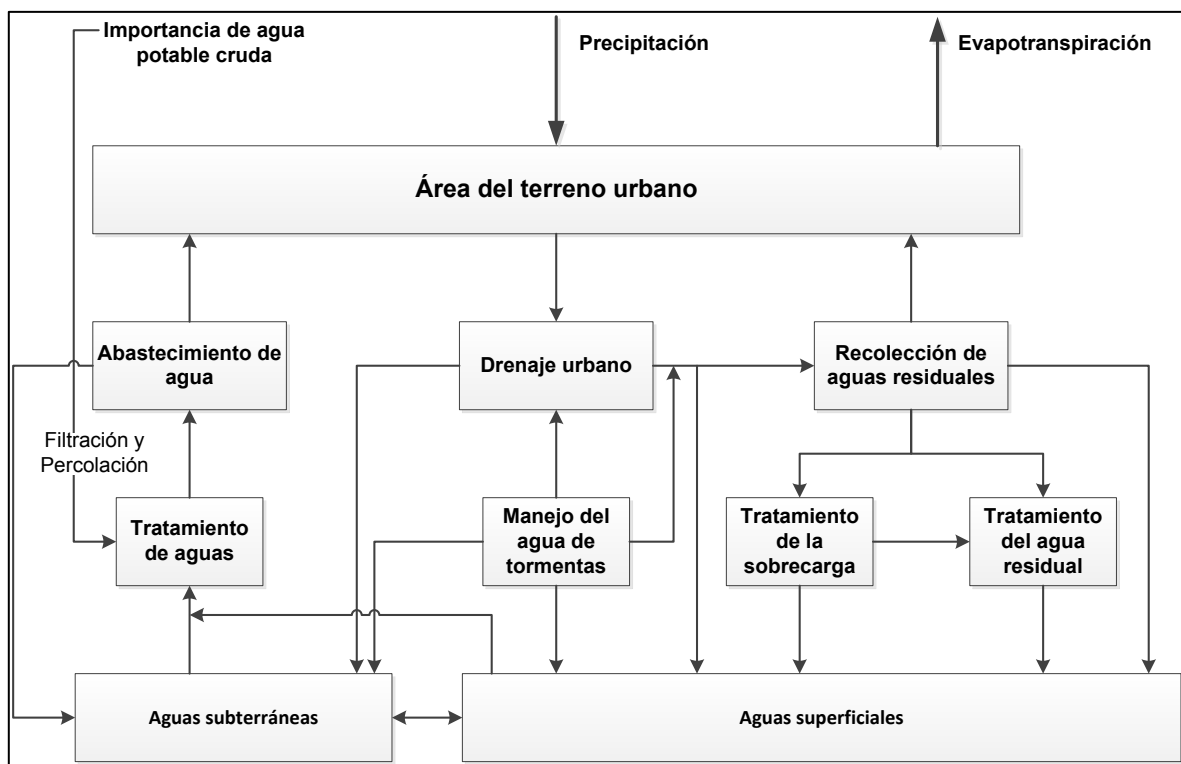 Importancia de agua
potable cruda
Precipitación
Evapotranspiración
Área del terreno urbano
Abastecimiento de
agua
Drenaje urbano
Recolección de
aguas residuales
Filtración y
Percolación
Tratamiento
de aguas
Manejo del
agua de
tormentas
Tratamiento
de la
sobrecarga
Tratamiento
del agua
residual
Aguas subterráneas
Aguas superficiales